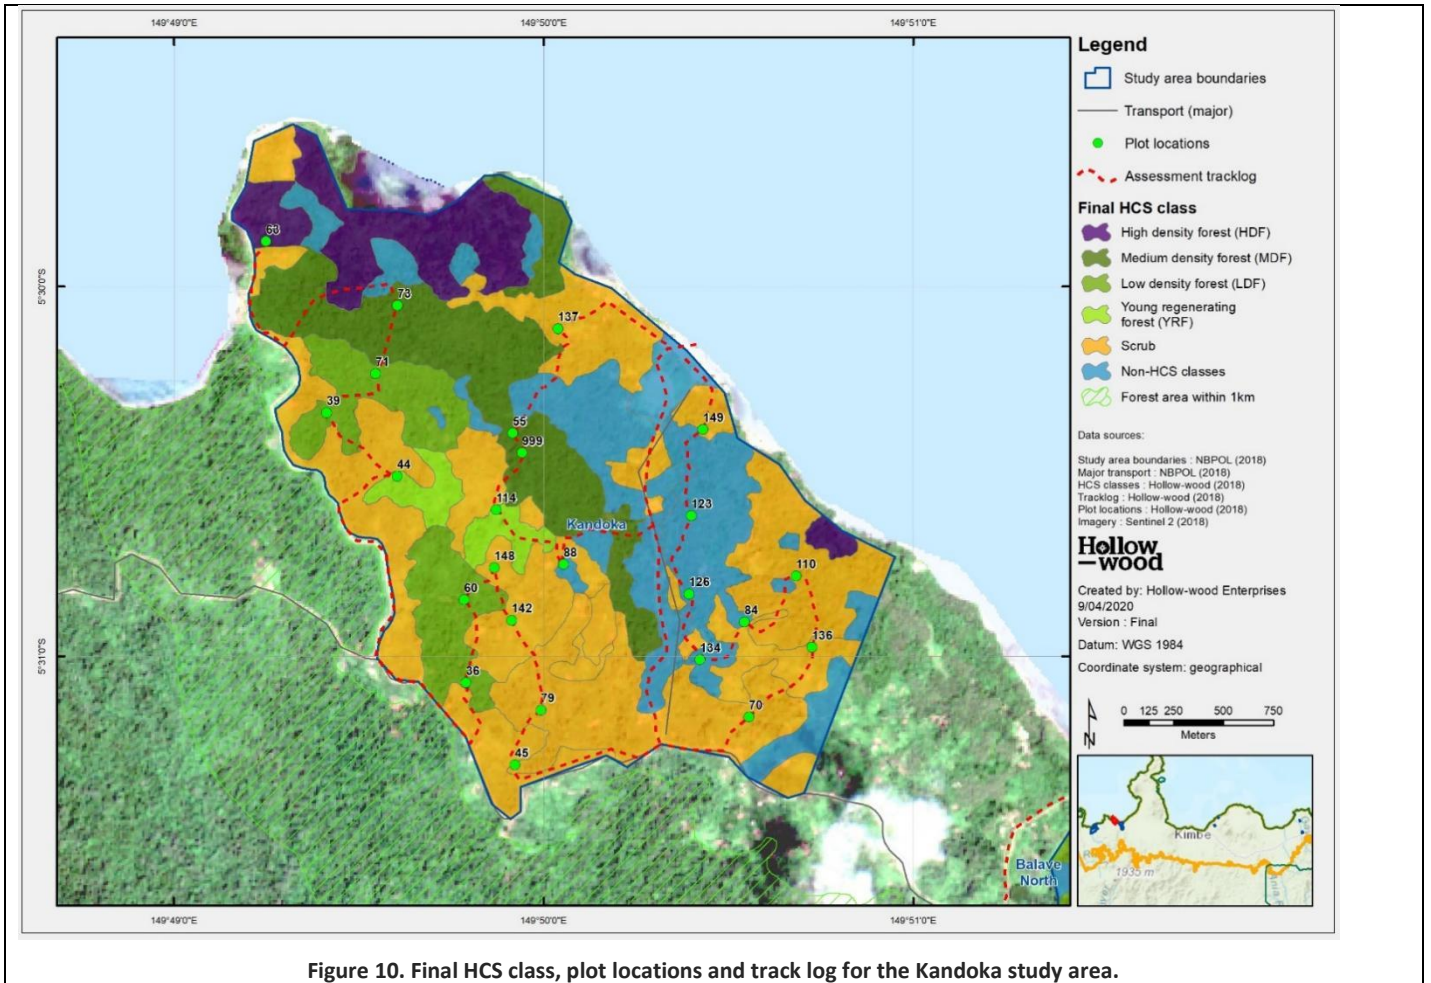 149°49'0"E
149°50'0"E
149°51'0"E
5°30'0"S
5°31'0"S
63
73
137
71
39
149
55
999
44
114
123
Kandoka
88
148
110
60
126
142
84
136
134
36
79
70
45
Balave
North
149°49'0"E
149°50'0"E
149°51'0"E
Legend
Study area boundaries
Transport (major)
Plot locations
Assessment tracklog
Final HCS class
High density forest (HDF)
Medium density forest (MDF)
Low density forest (LDF)
Young regenerating
forest (YRF)
Scrub
Non-HCS classes
Forest area within 1km
Data sources:
Study area boundaries : NBPOL (2018)
Major transport : NBPOL (2018)
HCS classes : Hollow-wood (2018)
Tracklog : Hollow-wood (2018)
Plot locations : Hollow-wood (2018)
Imagery : Sentinel 2 (2018)
Hollow
—wood
Created by: Hollow-wood Enterprises
9/04/2020
Version : Final
Datum: WGS 1984
Coordinate system: geographical
N
0 125 250 500 750
Meters
Kimbe
1935 m
Figure 10. Final HCS class, plot locations and track log for the Kandoka study area.